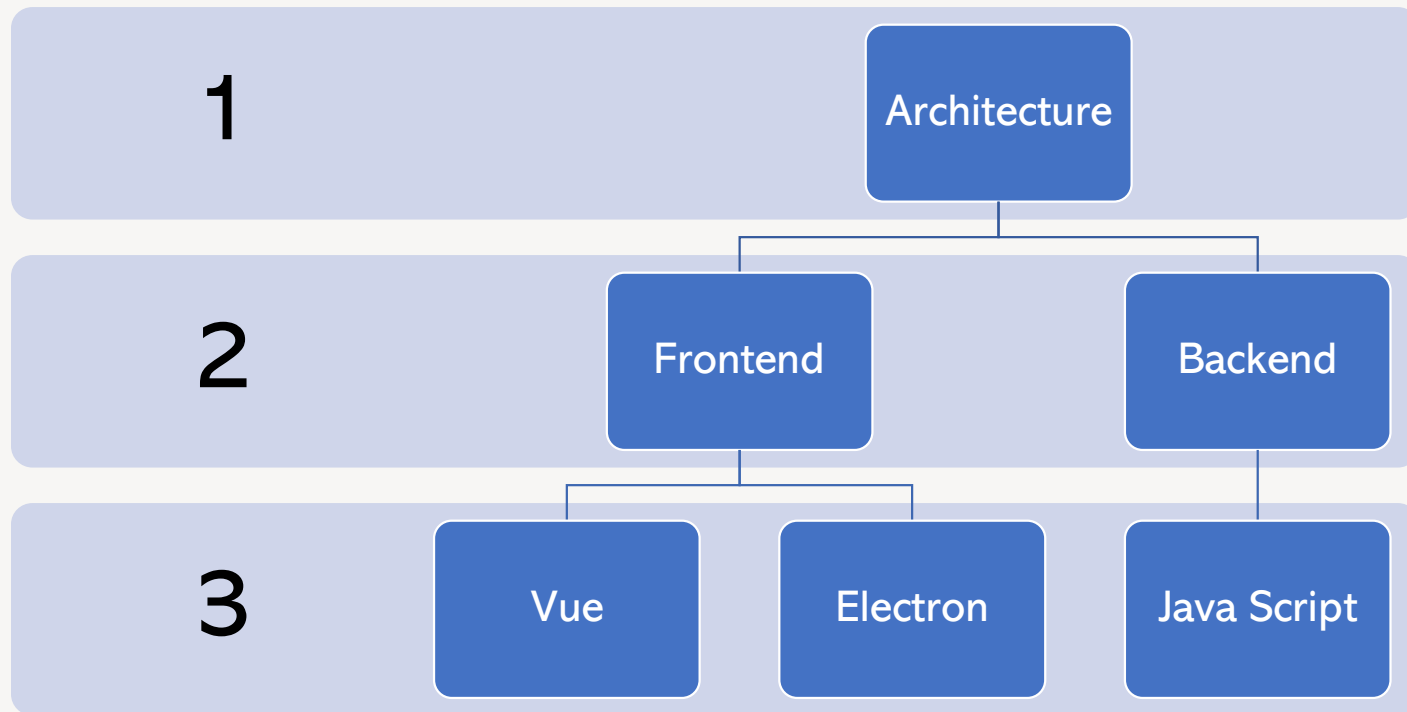 1
Architecture
2
Frontend
Backend
3
Vue
Electron
Java Script